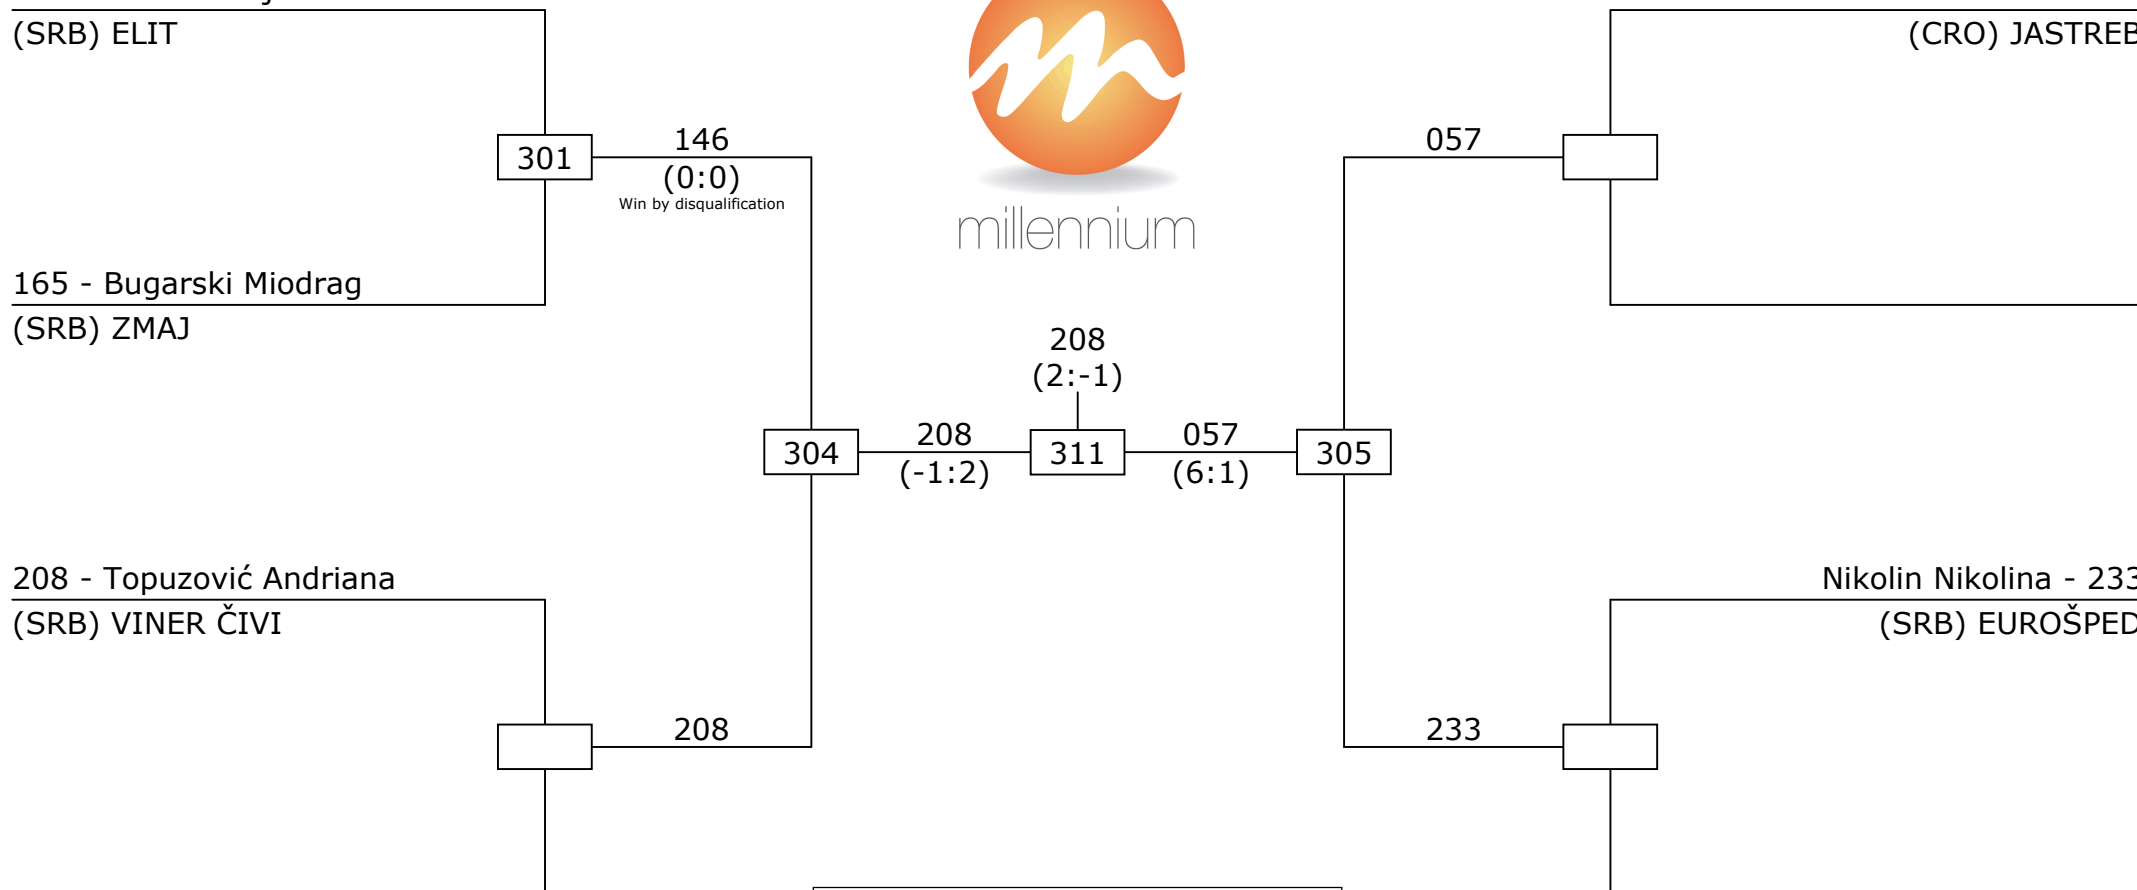 (SRB) ELIT
(CRO) JASTREB
millennium
301
146
(0:0)
Win by disqualification
057
165 - Bugarski Miodrag
(SRB) ZMAJ
208
(2:-1)
304
208
(-1:2)
311
057
(6:1)
305
208 - Topuzović Andriana
(SRB) VINER ČIVI
Nikolin Nikolina - 233
(SRB) EUROŠPED
208
233